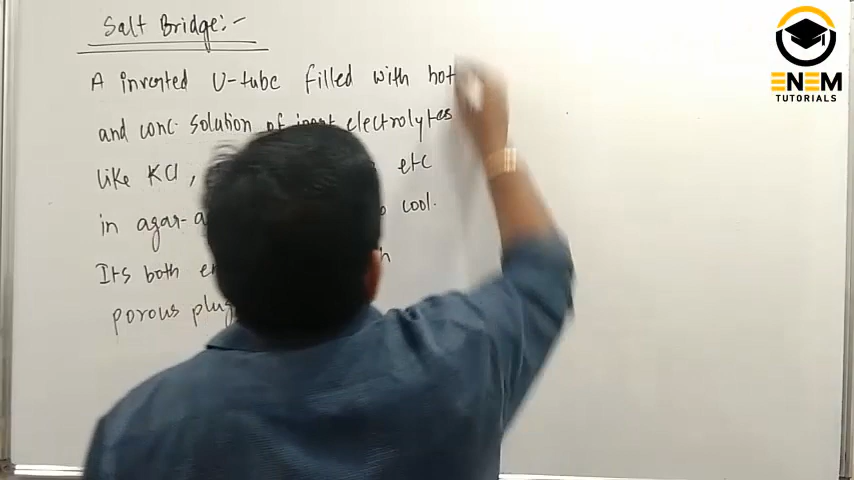 Salt Bridge:-
A inverted U-tube filled with hot
and conc. solution of inert electrolytes
like KCl, etc
in agar- cool.
Its both
porous plug
ENEM
TUTORIALS